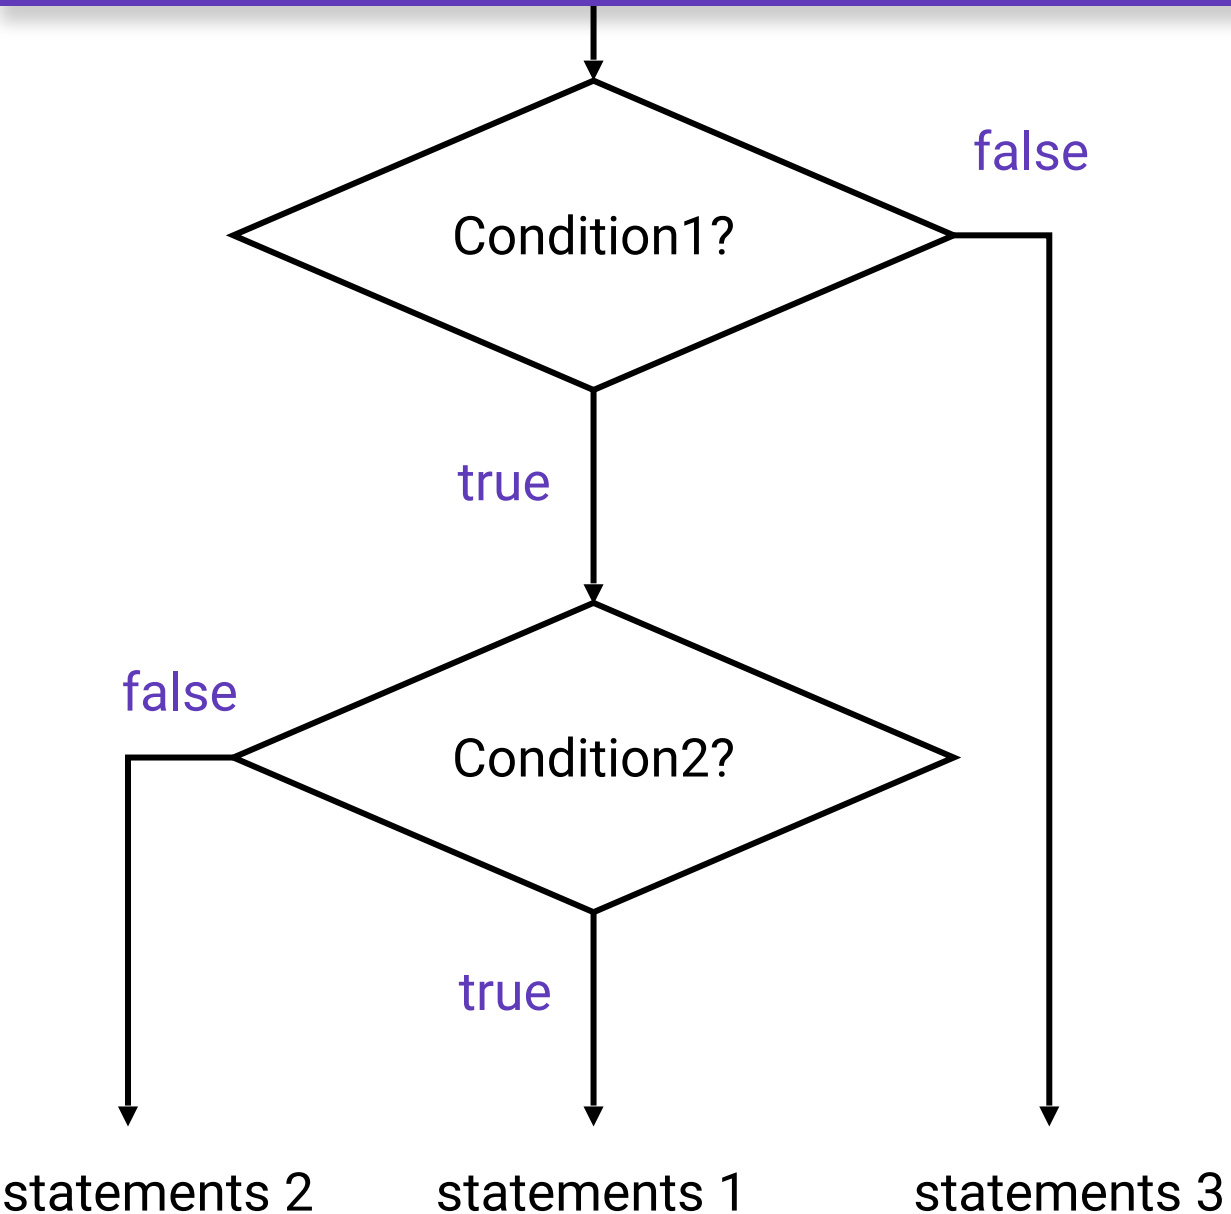 false
Condition1?
true
false
Condition2?
true
statements 2
statements 1
statements 3